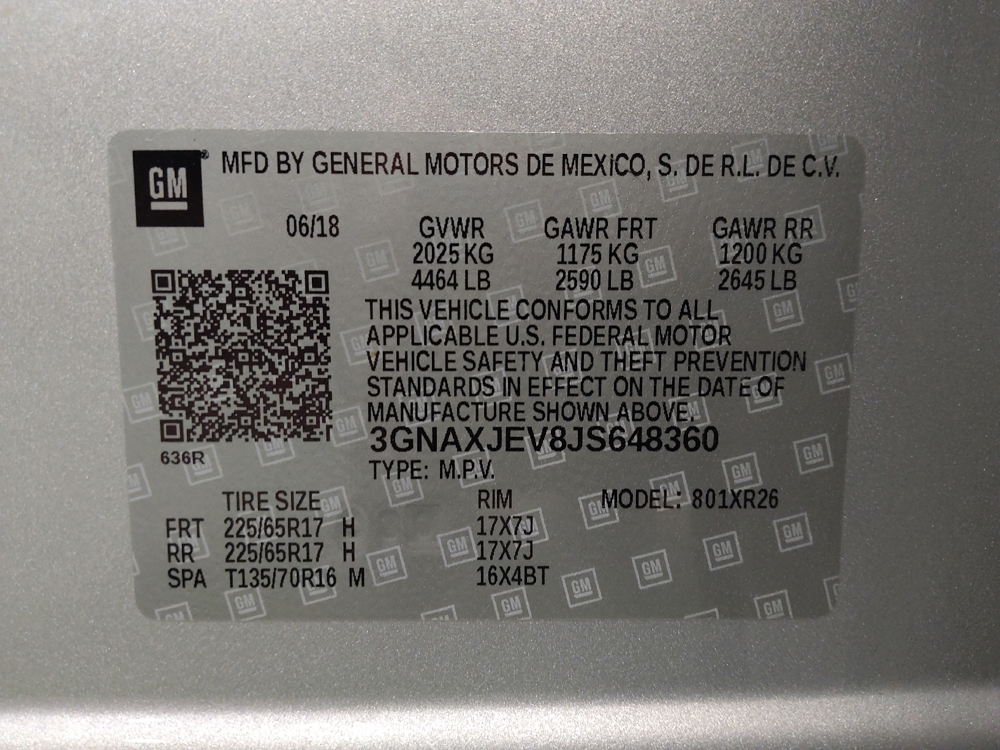 GM MFD BY GENERAL MOTORS DE MEXICO, S. DE R.L. DE C.V.
06/18 GVWR GAWR FRT GAWR RR
2025 KG 1175 KG 1200 KG
4464 LB 2590 LB 2645 LB
THIS VEHICLE CONFORMS TO ALL
APPLICABLE U.S. FEDERAL MOTOR
VEHICLE SAFETY AND THEFT PREVENTION
STANDARDS IN EFFECT ON THE DATE OF
MANUFACTURE SHOWN ABOVE.
3GNAXJEV8JS648360
636R
TYPE: M.P.V.
TIRE SIZE RIM MODEL: 801XR26
FRT 225/65R17 H 17X7J
RR 225/65R17 H 17X7J
SPA T135/70R16 M 16X4BT